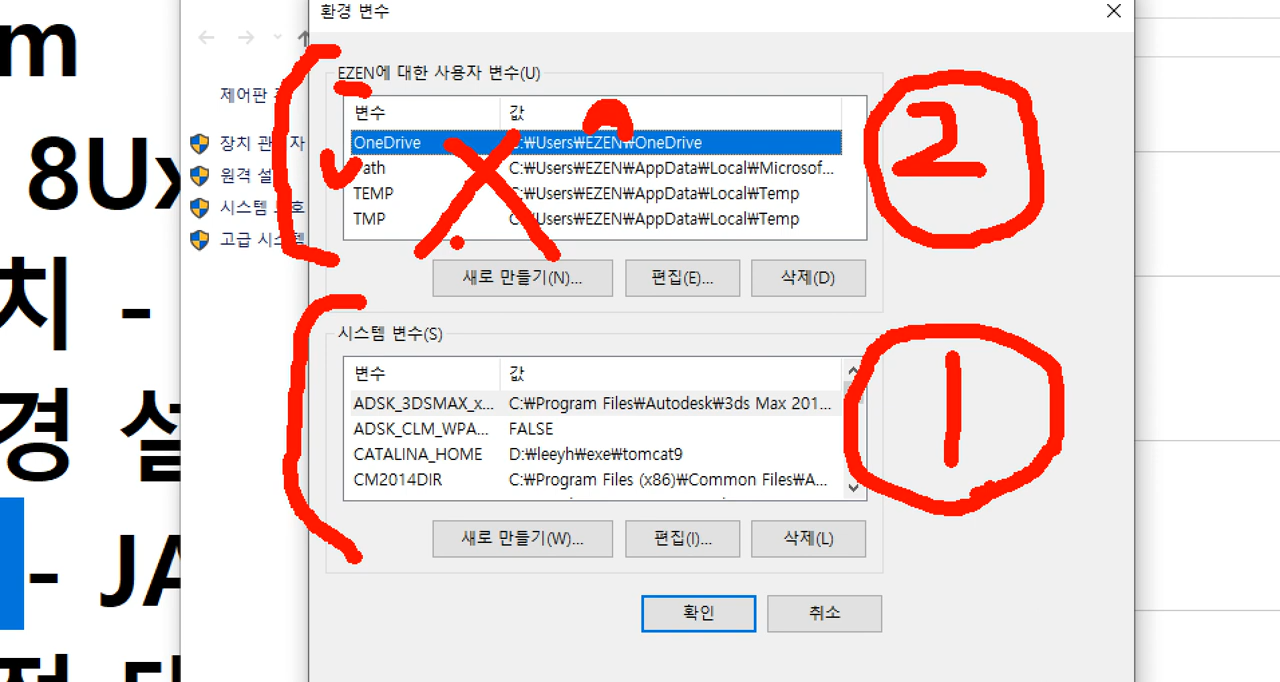 환경 변수
m
EZEN에 대한 사용자 변수(U)
제어판
변수 값
8Ux
장치 관 자
OneDrive C:₩Users₩EZEN₩OneDrive
원격 설
Path C:₩Users₩EZEN₩AppData₩Local₩Microsof...
시스템 호
TEMP C:₩Users₩EZEN₩AppData₩Local₩Temp
TMP C:₩Users₩EZEN₩AppData₩Local₩Temp
고급 시스템
2
치 -
새로 만들기(N)... 편집(E)... 삭제(D)
시스템 변수(S)
변수 값
ADSK_3DSMAX_x... C:₩Program Files₩Autodesk₩3ds Max 201...
ADSK_CLM_WPA... FALSE
CATALINA_HOME D:₩leeyh₩exe₩tomcat9
CM2014DIR C:₩Program Files (x86)₩Common Files₩A...
1
경 설
새로 만들기(W)... 편집(I)... 삭제(L)
- JA
확인 취소